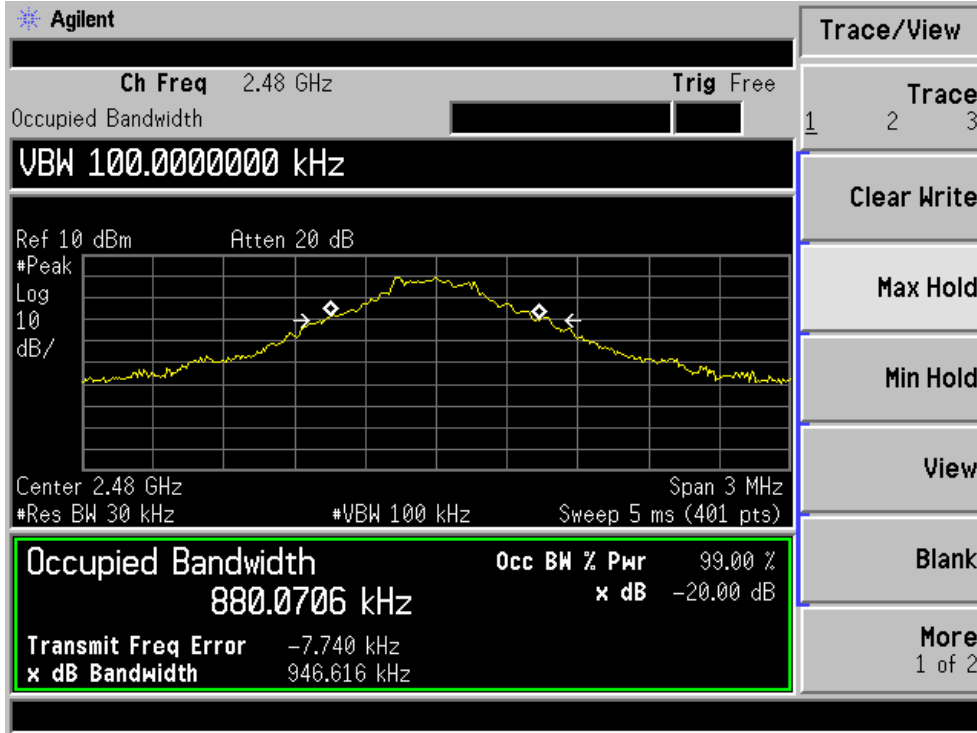 Agilent
Trace/View
Ch Freq 2.48 GHz Trig Free
Occupied Bandwidth
Trace
1 2 3
VBW 100.0000000 kHz
Clear Write
Ref 10 dBm Atten 20 dB
#Peak
Log
10
dB/
Max Hold
Min Hold
View
Center 2.48 GHz Span 3 MHz
#Res BW 30 kHz #VBW 100 kHz Sweep 5 ms (401 pts)
Occupied Bandwidth Occ BW % Pwr 99.00 %
880.0706 kHz x dB -20.00 dB
Blank
Transmit Freq Error -7.740 kHz
x dB Bandwidth 946.616 kHz
More
1 of 2